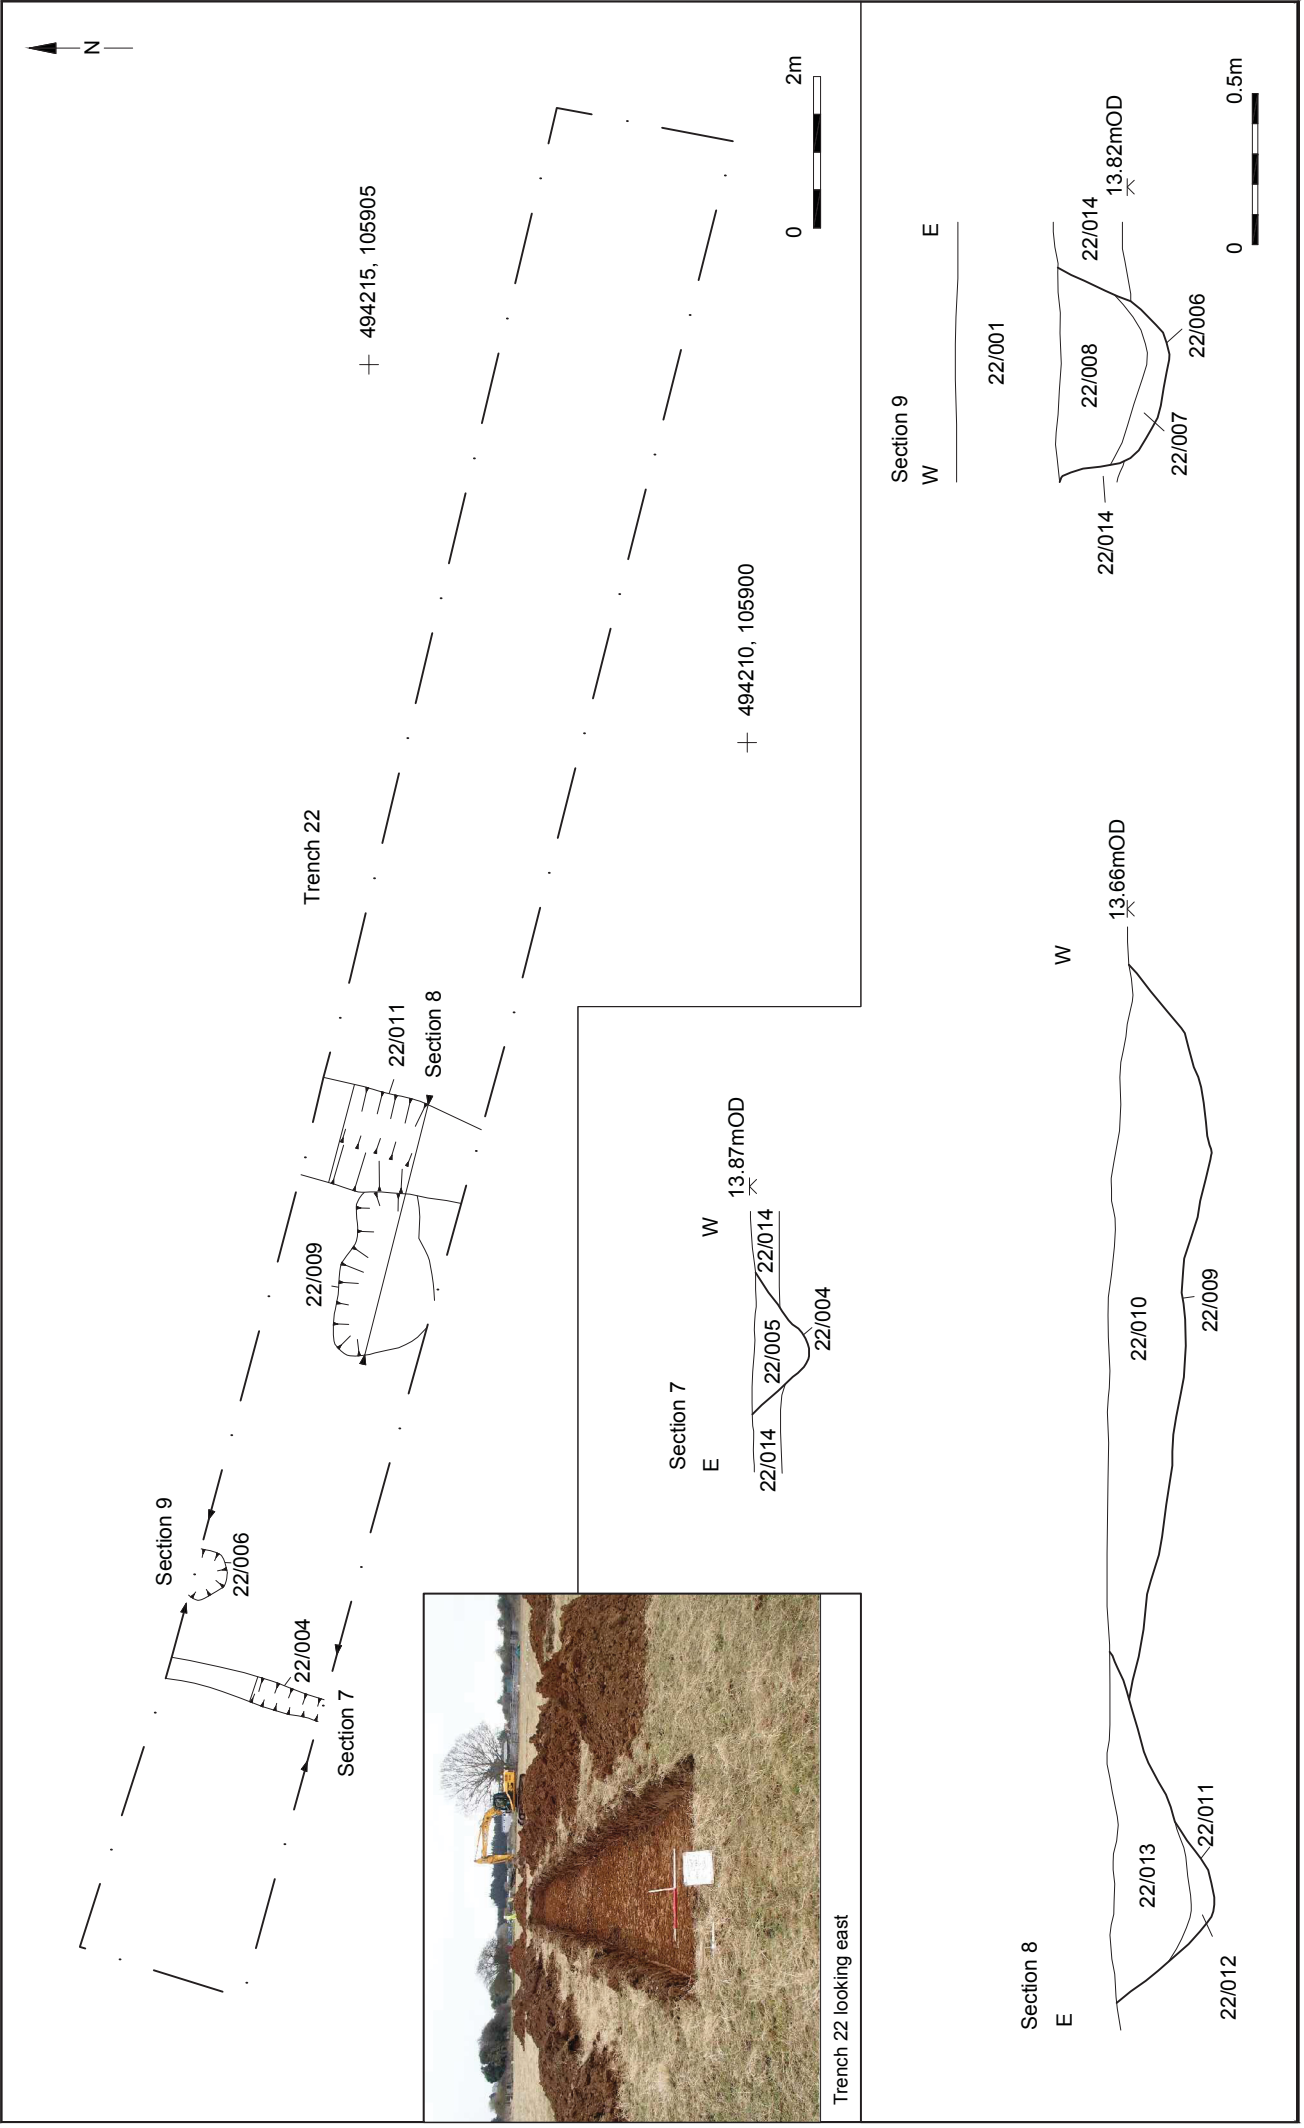 N
494215, 105905
Trench 22
494210, 105900
0
2m
Section 9
22/006
22/004
Section 7
22/009
22/011
Section 8
Trench 22 looking east
Section 7
E
W
13.87mOD
22/014
22/005
22/014
22/004
Section 9
W
E
22/001
22/014
22/008
22/014
13.82mOD
22/007
22/006
0
0.5m
Section 8
E
W
13.66mOD
22/013
22/010
22/012
22/011
22/009